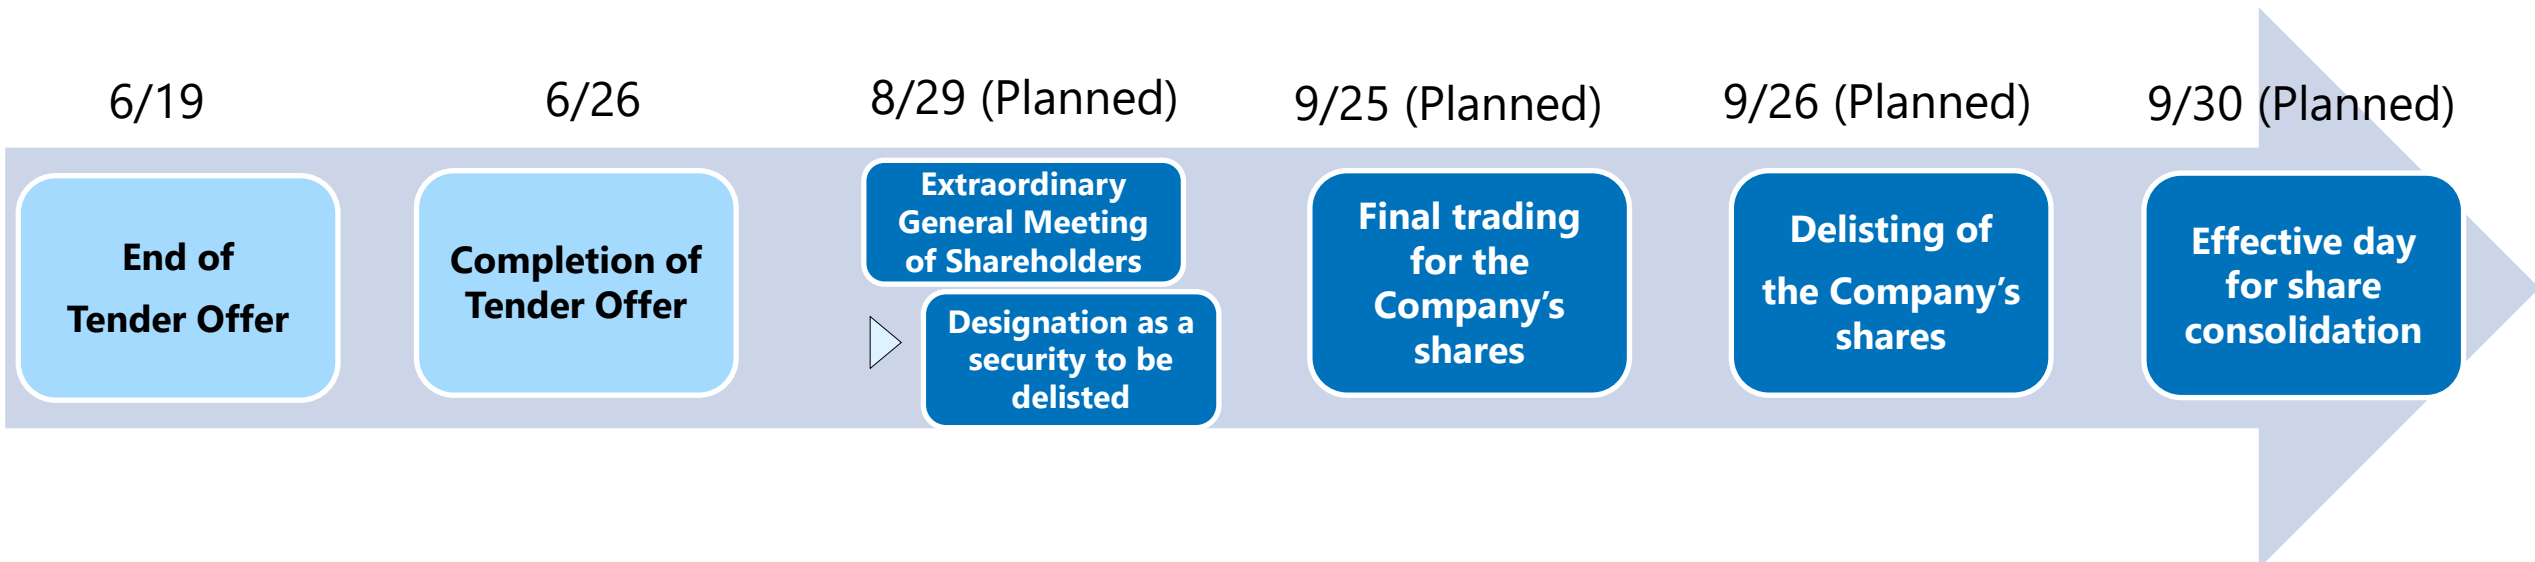 6/19
End of
Tender Offer
6/26
Completion of
Tender Offer
8/29 (Planned)
Extraordinary
General Meeting
of Shareholders
Designation as a
security to be
delisted
9/25 (Planned)
Final trading
for the
Company’s
shares
9/26 (Planned)
Delisting of
the Company’s
shares
9/30 (Planned)
Effective day
for share
consolidation